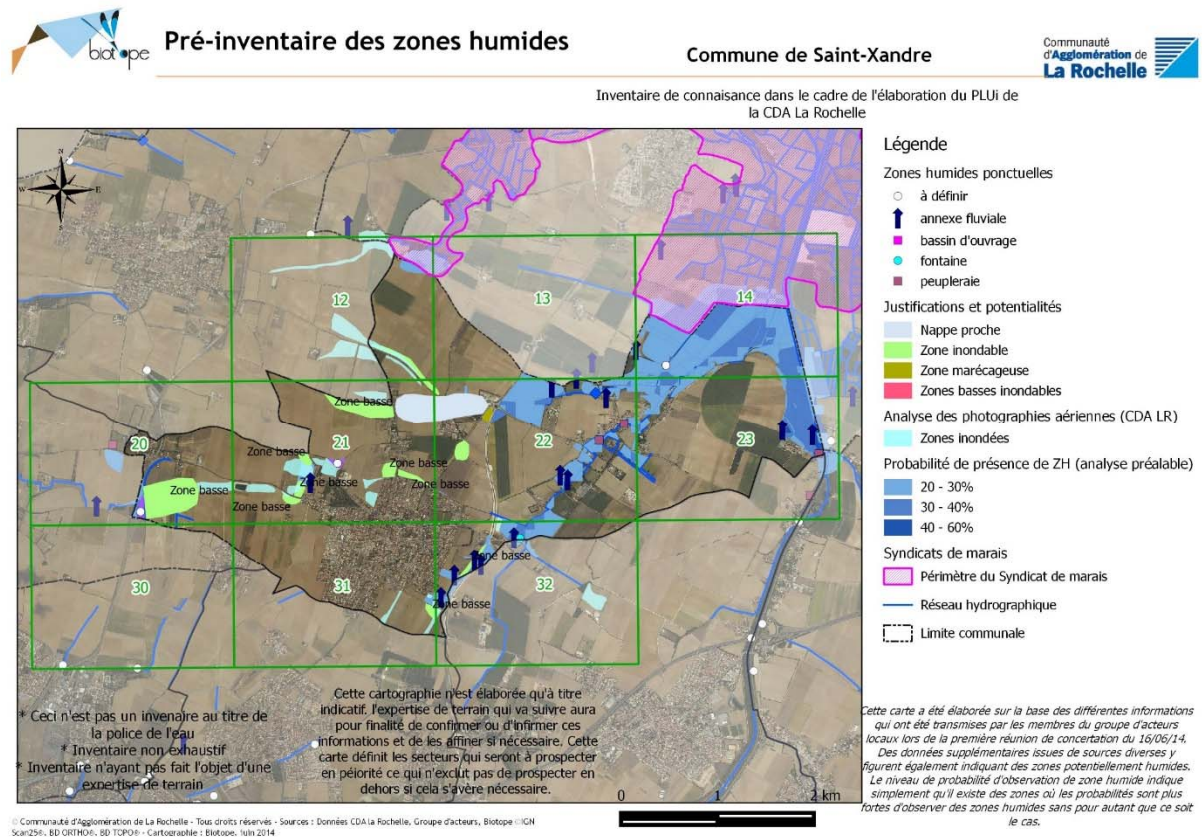 biotope
Pré-inventaire des zones humides
Commune de Saint-Xandre
Communauté
d'Agglomération de
La Rochelle
Inventaire de connaisance dans le cadre de l'élaboration du PLUi de
la CDA La Rochelle
N
W
E
S
12
13
14
20
21
22
23
30
31
32
Zone basse
Zone basse
Zone basse
Zone basse
Zone basse
Zone basse
Zone basse
Zone basse
Zone basse
Légende
Zones humides ponctuelles
à définir
annexe fluviale
bassin d'ouvrage
fontaine
peupleraie
Justifications et potentialités
Nappe proche
Zone inondable
Zone marécageuse
Zones basses inondables
Analyse des photographies aériennes (CDA LR)
Zones inondées
Probabilité de présence de ZH (analyse préalable)
20 - 30%
30 - 40%
40 - 60%
Syndicats de marais
Périmètre du Syndicat de marais
Réseau hydrographique
Limite communale
* Ceci n'est pas un invenaire au titre de
la police de l'eau
* Inventaire non exhaustif
* Inventaire n'ayant pas fait l'objet d'une
expertise de terrain
Cette cartographie n'est élaborée qu'à titre
indicatif. l'expertise de terrain qui va suivre aura
pour finalité de confirmer ou d'infirmer ces
informations et de les affiner si nécessaire. Cette
carte définit les secteurs qui seront à prospecter
en péiorité ce qui n'exclut pas de prospecter en
dehors si cela s'avère nécessaire.
0
2 km
Cette carte a été élaborée sur la base des différentes informations
qui ont été transmises par les membres du groupe d'acteurs
locaux lors de la première réunion de concertation du 16/06/14.
Des données supplémentaires issues de sources diverses y
figurent également indiquant des zones potentiellement humides.
Le niveau de probabilité d'observation de zone humide indique
simplement qu'il existe des zones où les probabilités sont plus
fortes d'observer des zones humides sans pour autant que ce soit
le cas.
© Communauté d'Agglomération de La Rochelle - Tous droits réservés - Sources : Données CDA la Rochelle, Groupe d'acteurs, Biotope ©IGN
Scan25®, BD ORTHO®, BD TOPO® - Cartographie : Biotope, juin 2014